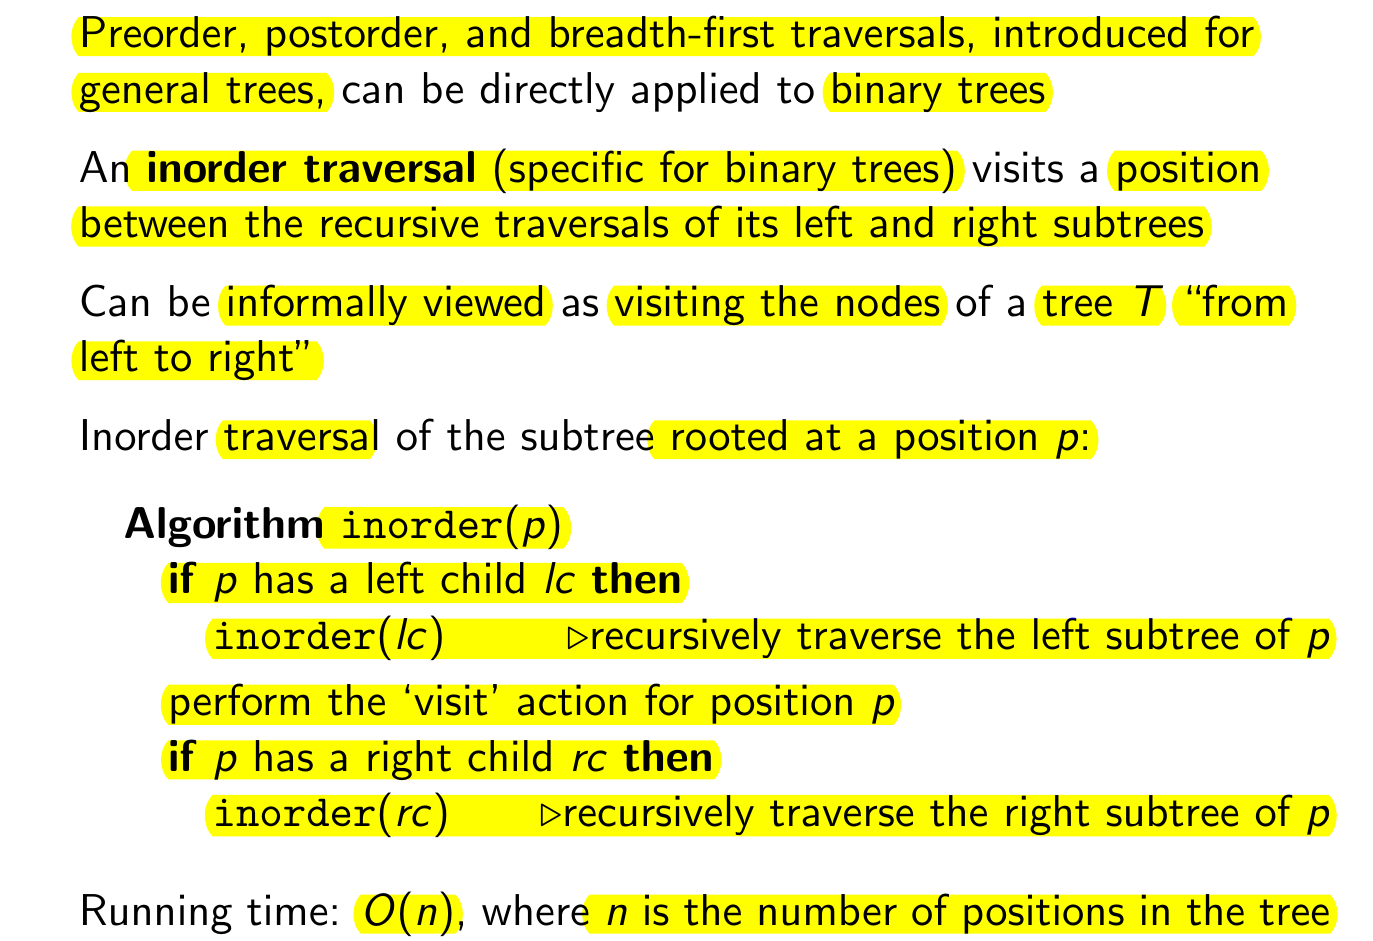 Preorder, postorder, and breadth-first traversals, introduced for
general trees, can be directly applied to binary trees
An inorder traversal (specific for binary trees) visits a position
between the recursive traversals of its left and right subtrees
Can be informally viewed as visiting the nodes of a tree T “from
left to right”
Inorder traversal of the subtree rooted at a position p:
Algorithm inorder(p)
if p has a left child lc then
inorder(lc) ▷recursively traverse the left subtree of p
perform the ‘visit’ action for position p
if p has a right child rc then
inorder(rc) ▷recursively traverse the right subtree of p
Running time: O(n), where n is the number of positions in the tree